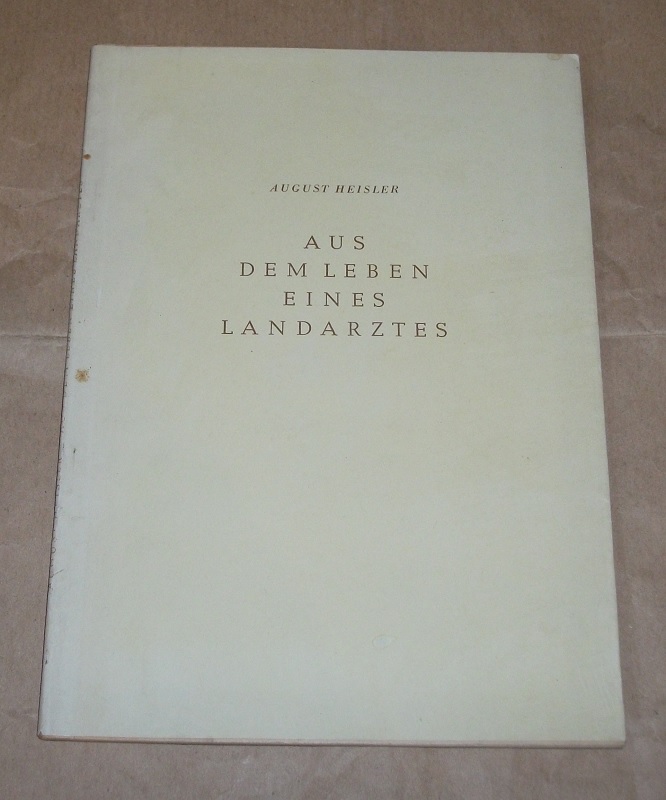 AUGUST HEISLER
AUS
DEM LEBEN
EINES
LANDARZTES